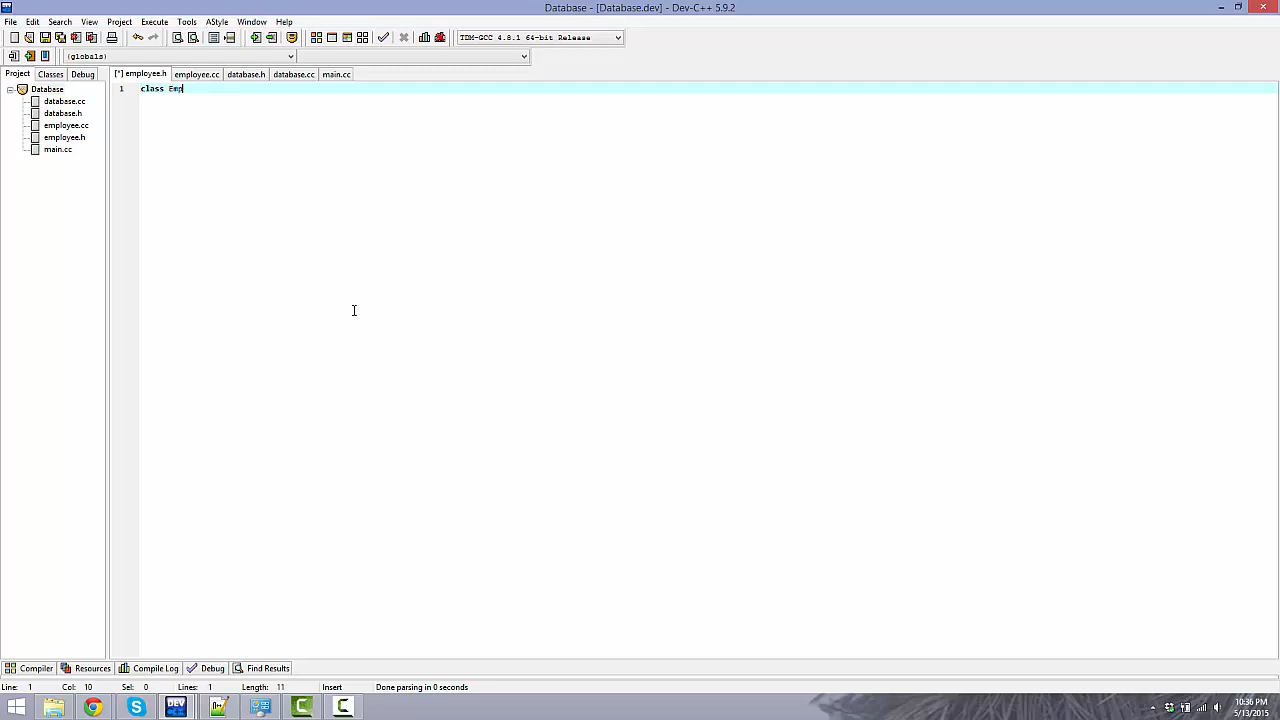 Database - [Database.dev] - Dev-C++ 5.9.2
File Edit Search View Project Execute Tools AStyle Window Help
TDM-GCC 4.8.1 64-bit Release
(globals)
Project Classes Debug
[*] employee.h employee.cc database.h database.cc main.cc
1 class Emp
Database
database.cc
database.h
employee.cc
employee.h
main.cc
Compiler Resources Compile Log Debug Find Results
Line: 1 Col: 10 Sel: 0 Lines: 1 Length: 11 Insert Done parsing in 0 seconds
DEV
10:36 PM
5/13/2015